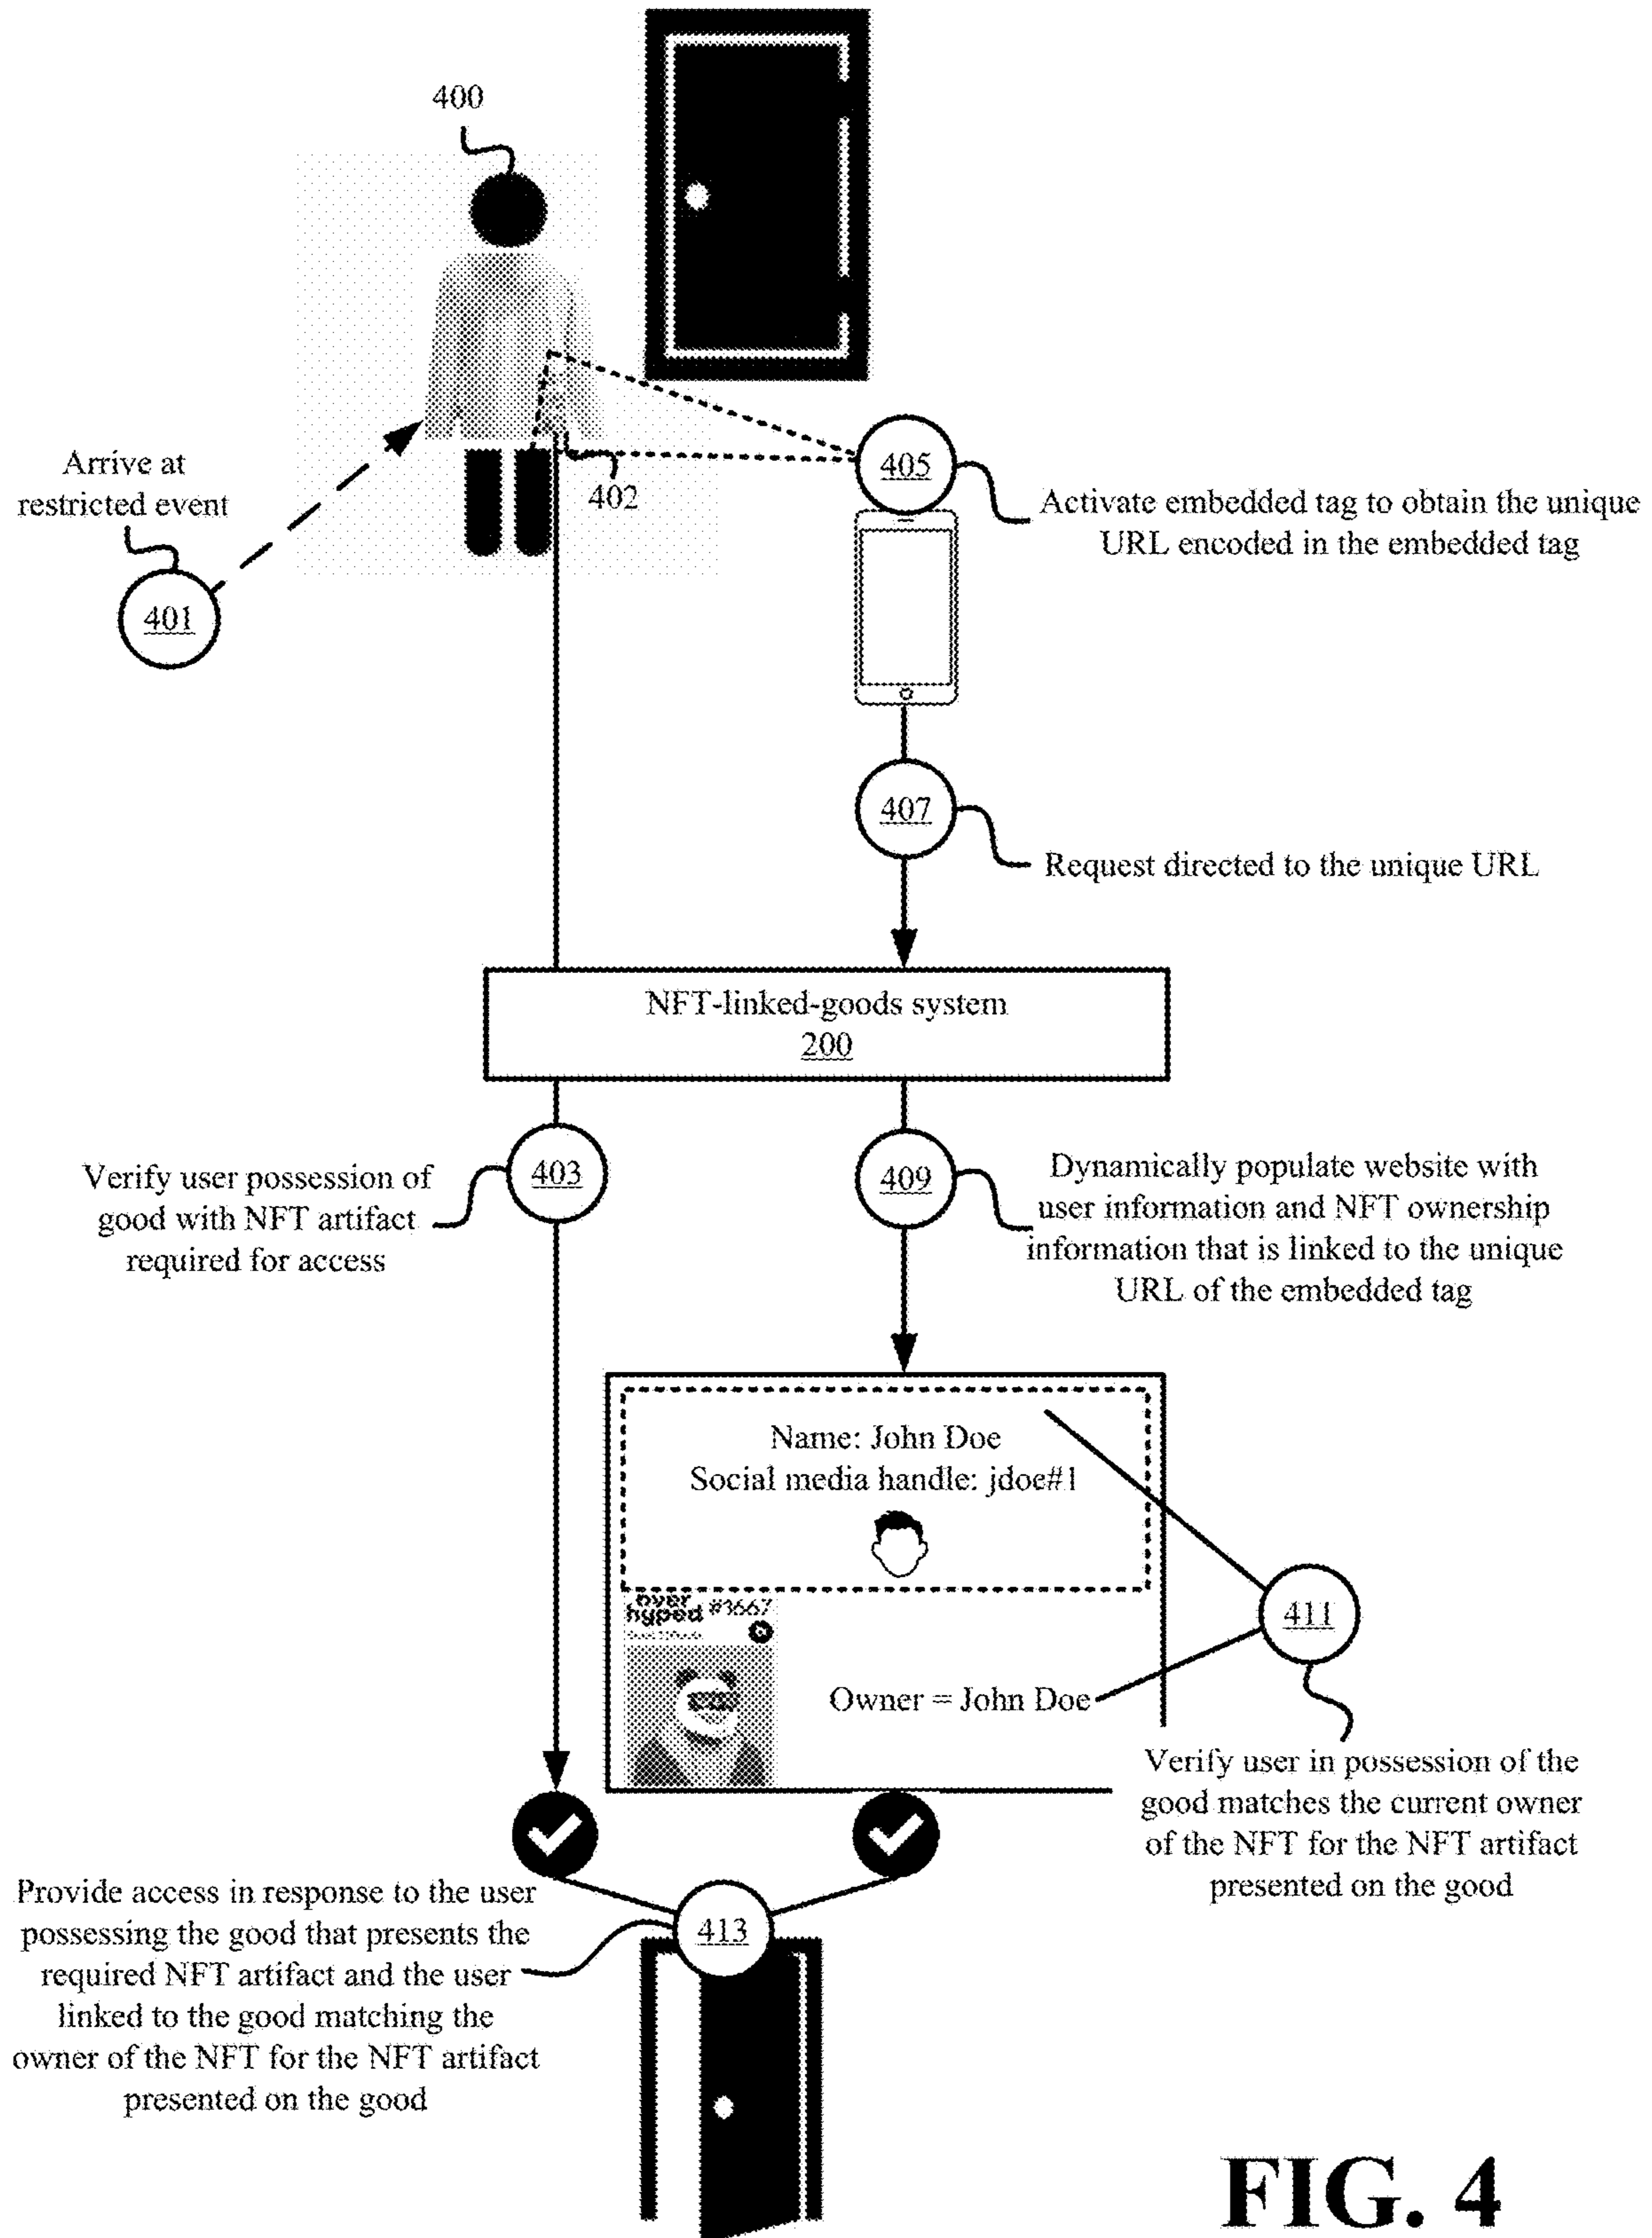 400
Arrive at
restricted event
401
402
405
Activate embedded tag to obtain the unique
URL encoded in the embedded tag
407
Request directed to the unique URL
NFT-linked-goods system
200
403
Verify user possession of
good with NFT artifact
required for access
409
Dynamically populate website with
user information and NFT ownership
information that is linked to the unique
URL of the embedded tag
Name: John Doe
Social media handle: jdoe#1
over
hyped #3667
Owner = John Doe
411
Verify user in possession of the
good matches the current owner
of the NFT for the NFT artifact
presented on the good
Provide access in response to the user
possessing the good that presents the
required NFT artifact and the user
linked to the good matching the
owner of the NFT for the NFT artifact
presented on the good
413
FIG. 4